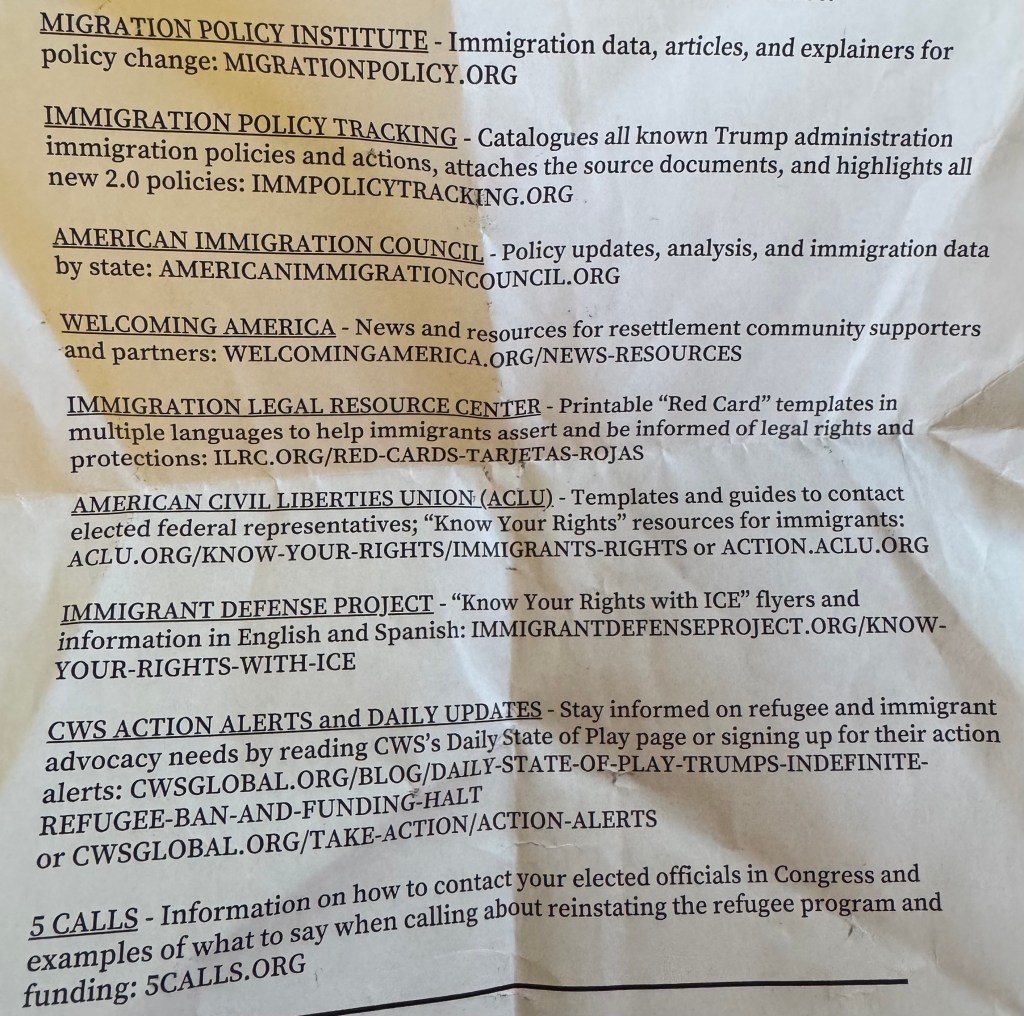 MIGRATION POLICY INSTITUTE - Immigration data, articles, and explainers for
policy change: MIGRATIONPOLICY.ORG
IMMIGRATION POLICY TRACKING - Catalogues all known Trump administration
immigration policies and actions, attaches the source documents, and highlights all
new 2.0 policies: IMMPOLICYTRACKING.ORG
AMERICAN IMMIGRATION COUNCIL - Policy updates, analysis, and immigration data
by state: AMERICANIMMIGRATIONCOUNCIL.ORG
WELCOMING AMERICA - News and resources for resettlement community supporters
and partners: WELCOMINGAMERICA.ORG/NEWS-RESOURCES
IMMIGRATION LEGAL RESOURCE CENTER - Printable “Red Card” templates in
multiple languages to help immigrants assert and be informed of legal rights and
protections: ILRC.ORG/RED-CARDS-TARJETAS-ROJAS
AMERICAN CIVIL LIBERTIES UNION (ACLU) - Templates and guides to contact
elected federal representatives; “Know Your Rights” resources for immigrants:
ACLU.ORG/KNOW-YOUR-RIGHTS/IMMIGRANTS-RIGHTS or ACTION.ACLU.ORG
IMMIGRANT DEFENSE PROJECT - “Know Your Rights with ICE” flyers and
information in English and Spanish: IMMIGRANTDEFENSEPROJECT.ORG/KNOW-
YOUR-RIGHTS-WITH-ICE
CWS ACTION ALERTS and DAILY UPDATES - Stay informed on refugee and immigrant
advocacy needs by reading CWS’s Daily State of Play page or signing up for their action
alerts: CWSGLOBAL.ORG/BLOG/DAILY-STATE-OF-PLAY-TRUMPS-INDEFINITE-
REFUGEE-BAN-AND-FUNDING-HALT
or CWSGLOBAL.ORG/TAKE-ACTION/ACTION-ALERTS
5 CALLS - Information on how to contact your elected officials in Congress and
examples of what to say when calling about reinstating the refugee program and
funding: 5CALLS.ORG